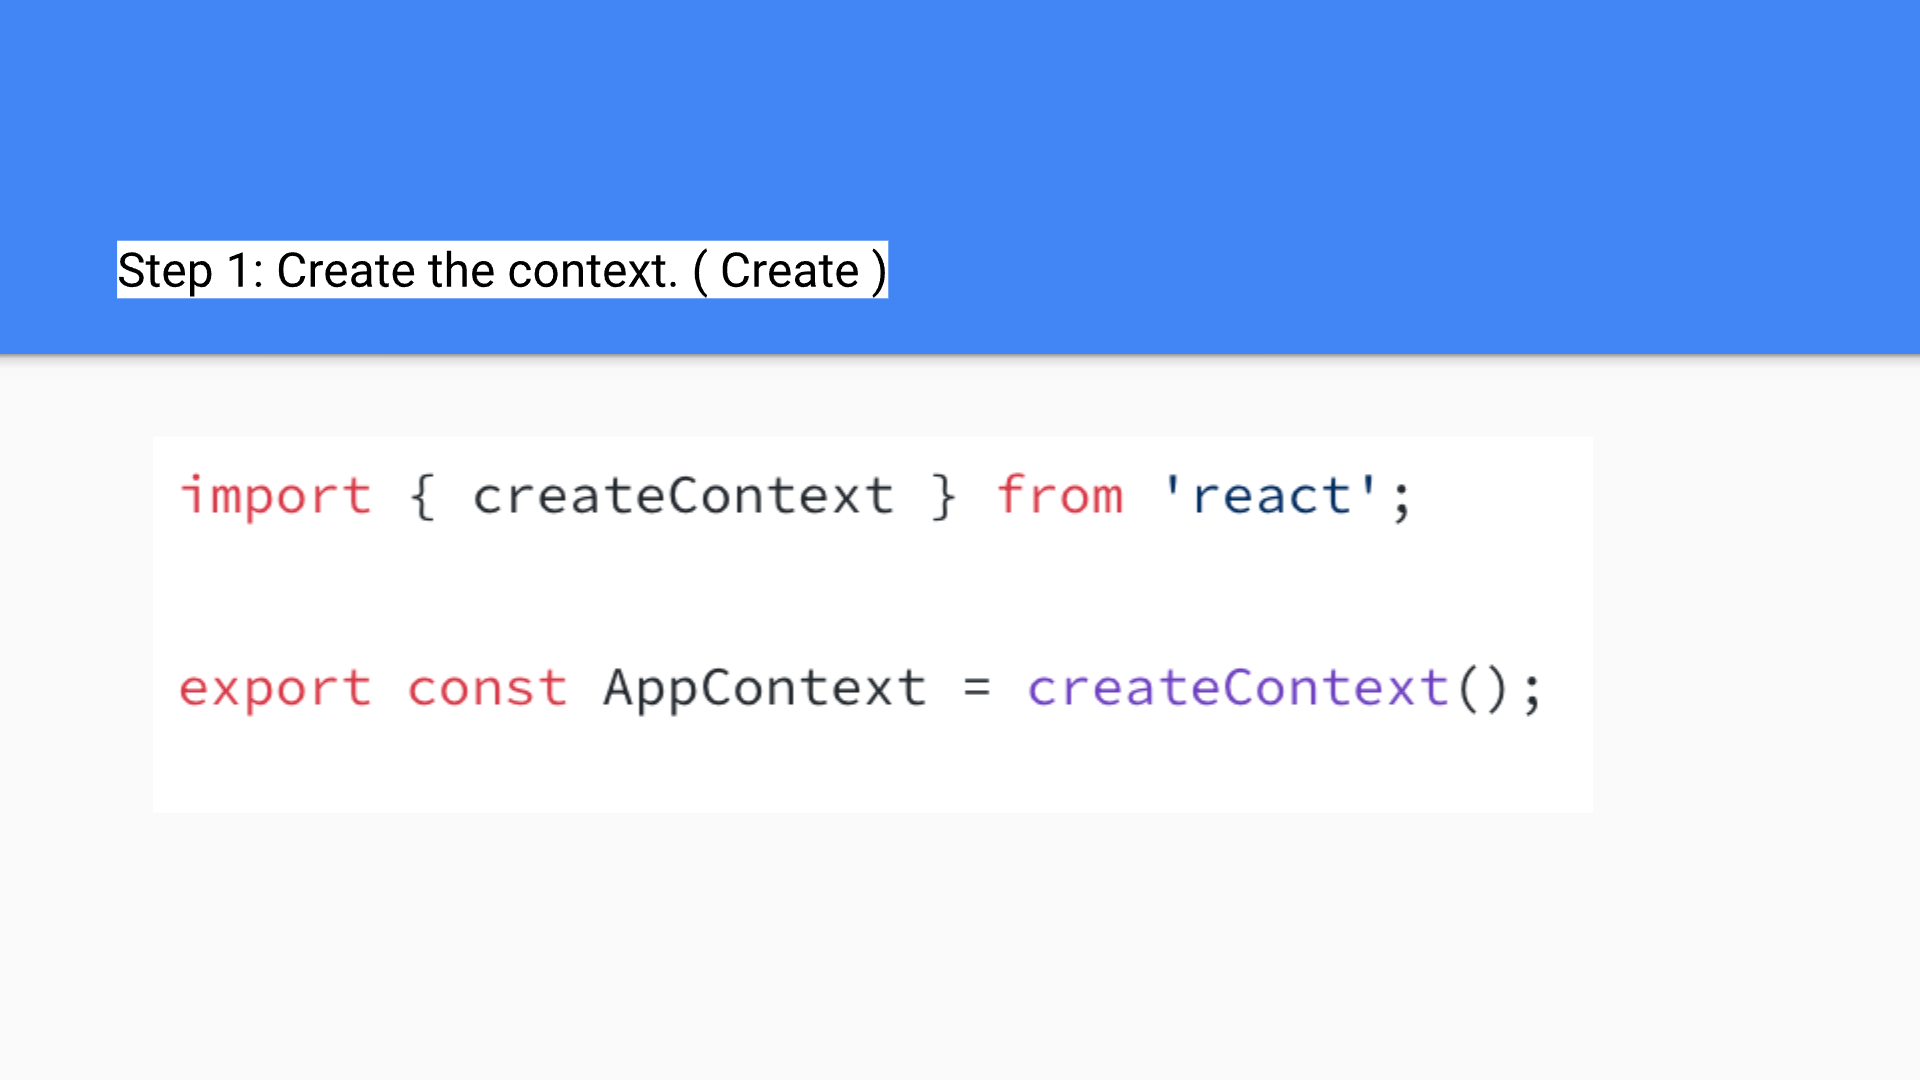 Step 1: Create the context. ( Create )
import { createContext } from 'react';
export const AppContext = createContext();